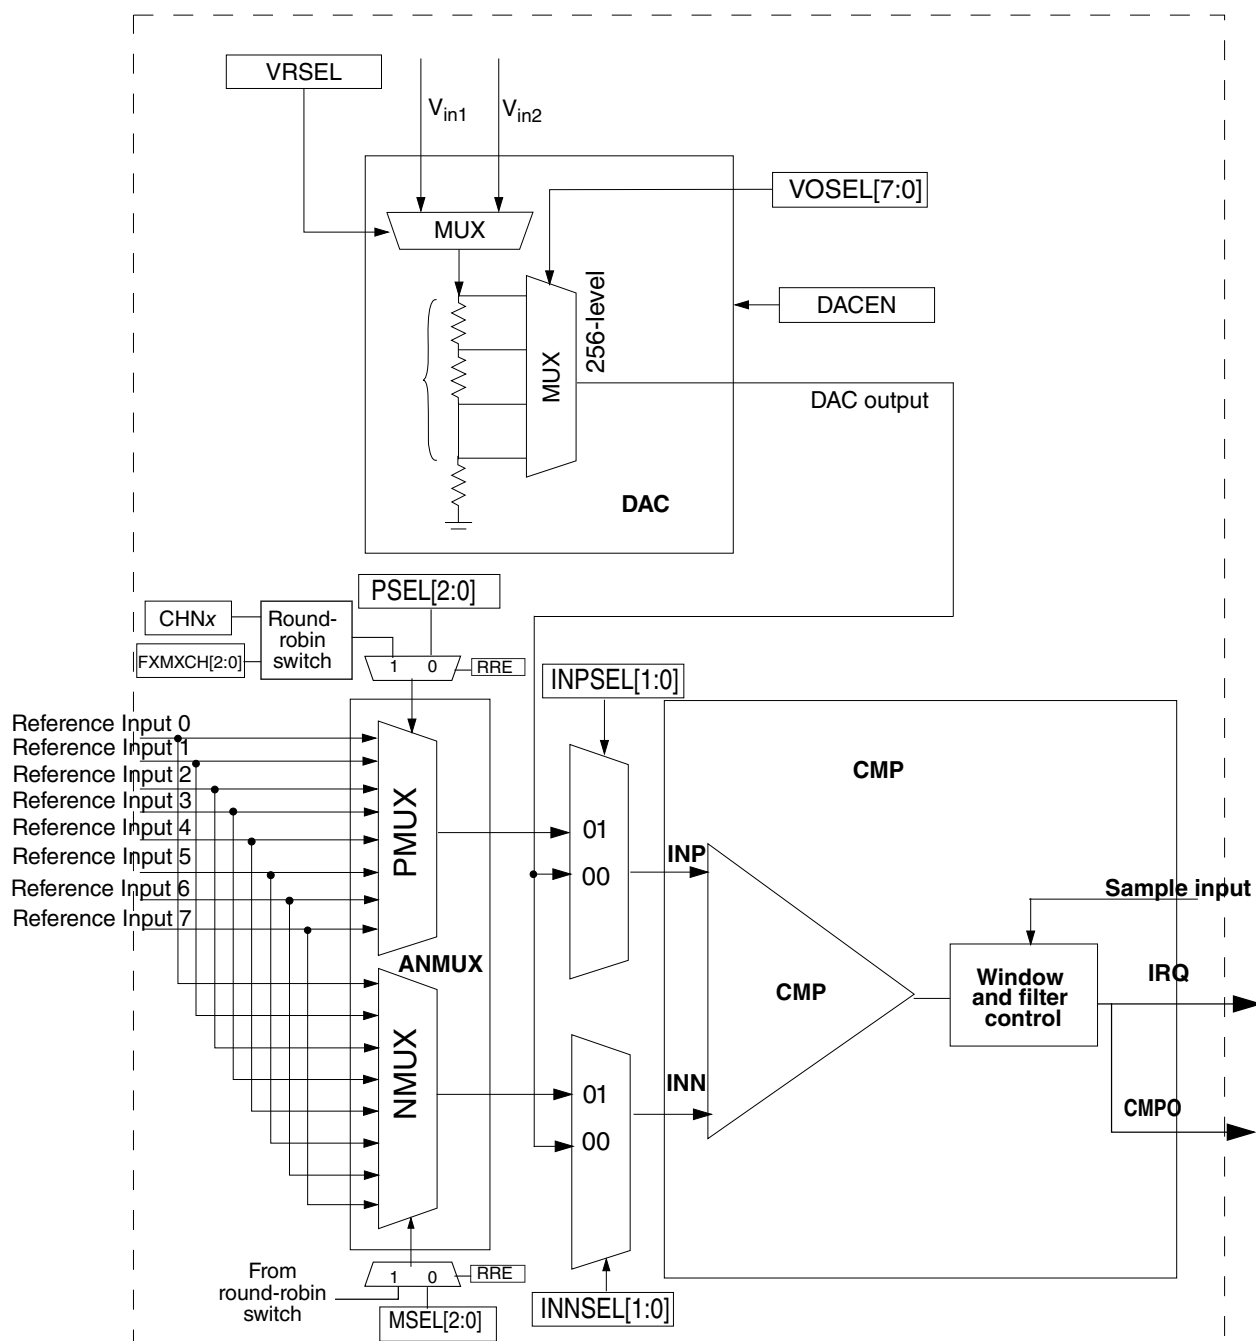 VRSEL
Vin1
Vin2
VOSEL[7:0]
MUX
DACEN
MUX
256-level
DAC output
DAC
PSEL[2:0]
CHNx
FXMXCH[2:0]
Round-
robin
switch
1 0
RRE
INPSEL[1:0]
Reference Input 0
Reference Input 1
Reference Input 2
Reference Input 3
Reference Input 4
Reference Input 5
Reference Input 6
Reference Input 7
PMUX
ANMUX
NMUX
01
00
INP
CMP
CMP
Sample input
Window
and filter
control
IRQ
CMPO
01
00
INN
From
round-robin
switch
1 0
RRE
MSEL[2:0]
INNSEL[1:0]